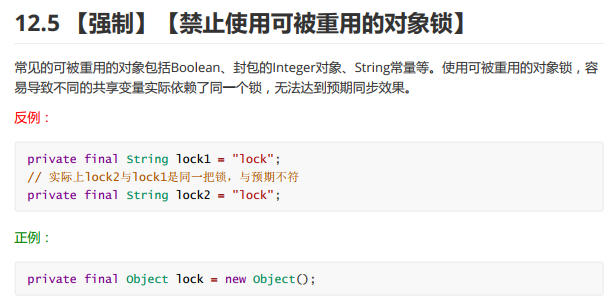 12.5 【强制】【禁止使用可被重用的对象锁】
常见的可被重用的对象包括Boolean、封包的Integer对象、String常量等。使用可被重用的对象锁，容
易导致不同的共享变量实际依赖了同一个锁，无法达到预期同步效果。
反例：
private final String lock1 = "lock";
// 实际上lock2与lock1是同一把锁，与预期不符
private final String lock2 = "lock";
正例：
private final Object lock = new Object();